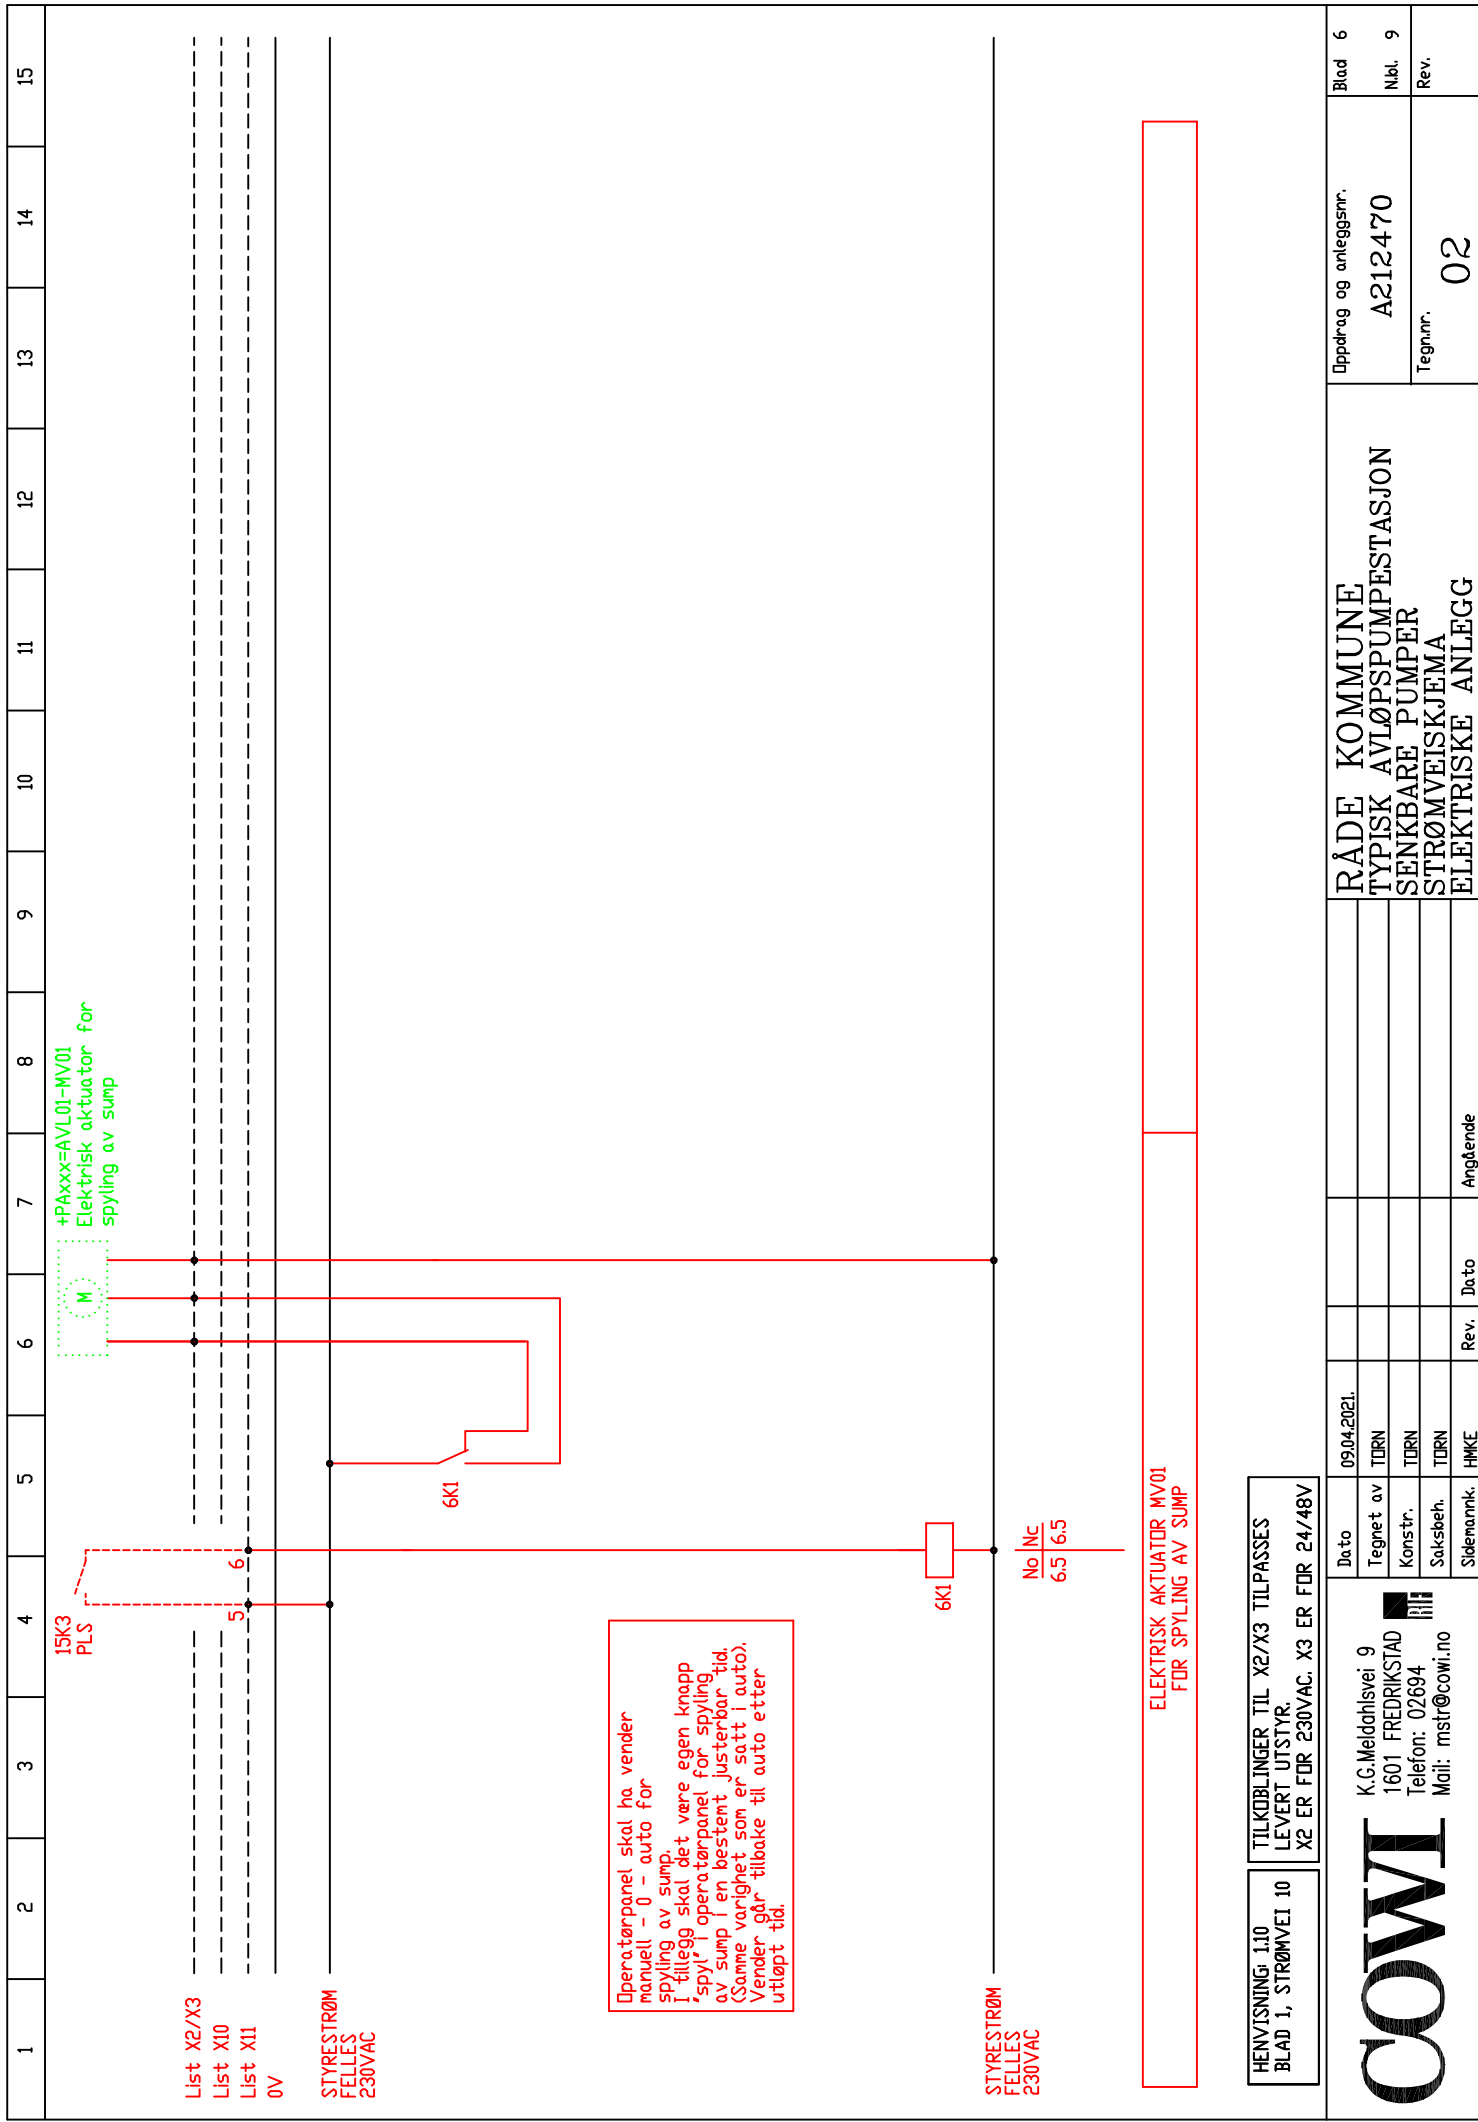 1 2 3 4 5 6 7 8 9 10 11 12 13 14 15
15K3
PLS
+PAxxx=AVL01-MV01
Elektrisk aktuator for
spyling av sump
M
List X2/X3
List X10
List X11
0V
5 6
STYRESTRØM
FELLES
230VAC
6K1
Operatørpanel skal ha vender
manuell - 0 - auto for
spyling av sump.
I tillegg skal det være egen knapp
'spyl' i operatørpanel for spyling
av sump i en bestemt justerbar tid.
(Samme varighet som er satt i auto).
Vender går tilbake til auto etter
utløpt tid.
6K1
STYRESTRØM
FELLES
230VAC
No Nc
6.5 6.5
ELEKTRISK AKTUATOR MV01
FOR SPYLING AV SUMP
HENVISNING: 1.10
BLAD 1, STRØMVEI 10
TILKOBLINGER TIL X2/X3 TILPASSES
LEVERT UTSTYR.
X2 ER FOR 230VAC. X3 ER FOR 24/48V
COWI
K.G.Meldahlsvei 9
1601 FREDRIKSTAD
Telefon: 02694
Mail: mstr@cowi.no
RIF
Dato 09.04.2021.
Tegnet av TORN
Konstr. TORN
Saksbeh. TORN
Sidemannk. HMKE
Rev. Dato Angående
RÅDE KOMMUNE
TYPISK AVLØPSPUMPESTASJON
SENKBARE PUMPER
STRØMVEISKJEMA
ELEKTRISKE ANLEGG
Oppdrag og anleggsnr.
A212470
Tegn.nr.
02
Blad 6
N.bl. 9
Rev.